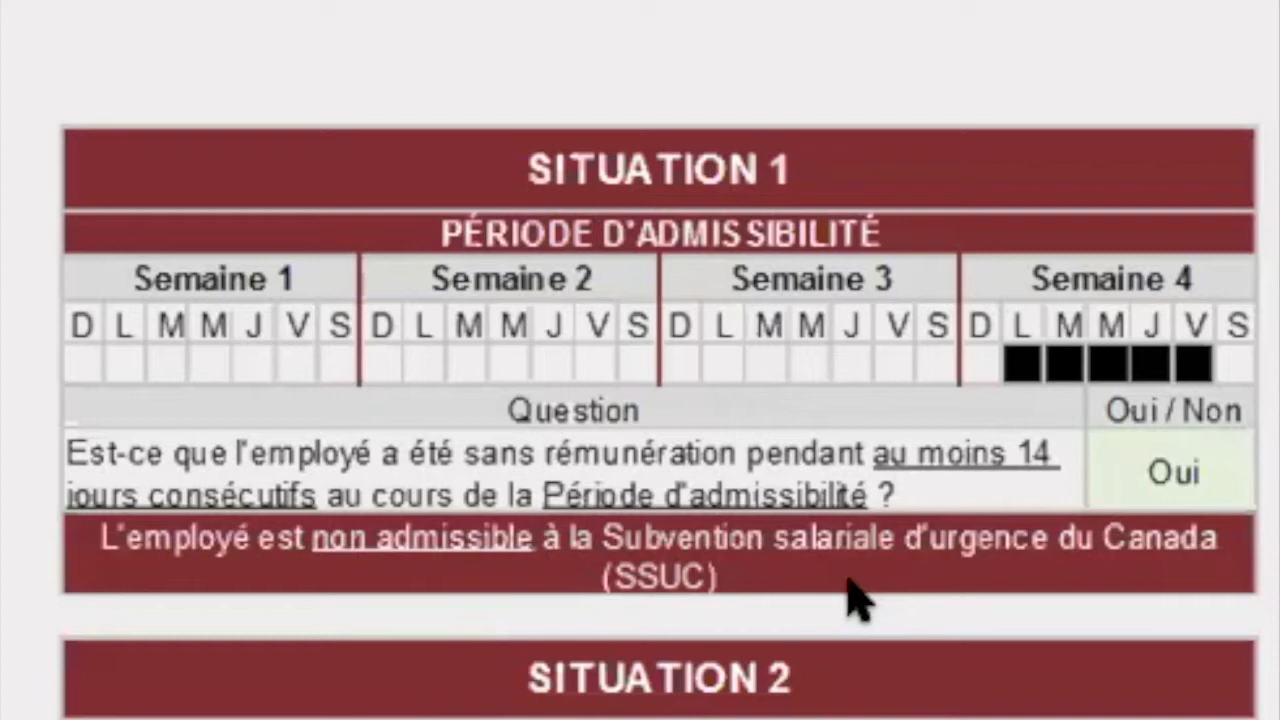 SITUATION 1
PÉRIODE D'ADMISSIBILITÉ
Semaine 1 Semaine 2 Semaine 3 Semaine 4
D L M M J V S D L M M J V S D L M M J V S D L M M J V S
Question Oui / Non
Est-ce que l'employé a été sans rémunération pendant au moins 14
jours consécutifs au cours de la Période d'admissibilité ?
Oui
L'employé est non admissible à la Subvention salariale d'urgence du Canada
(SSUC)
SITUATION 2